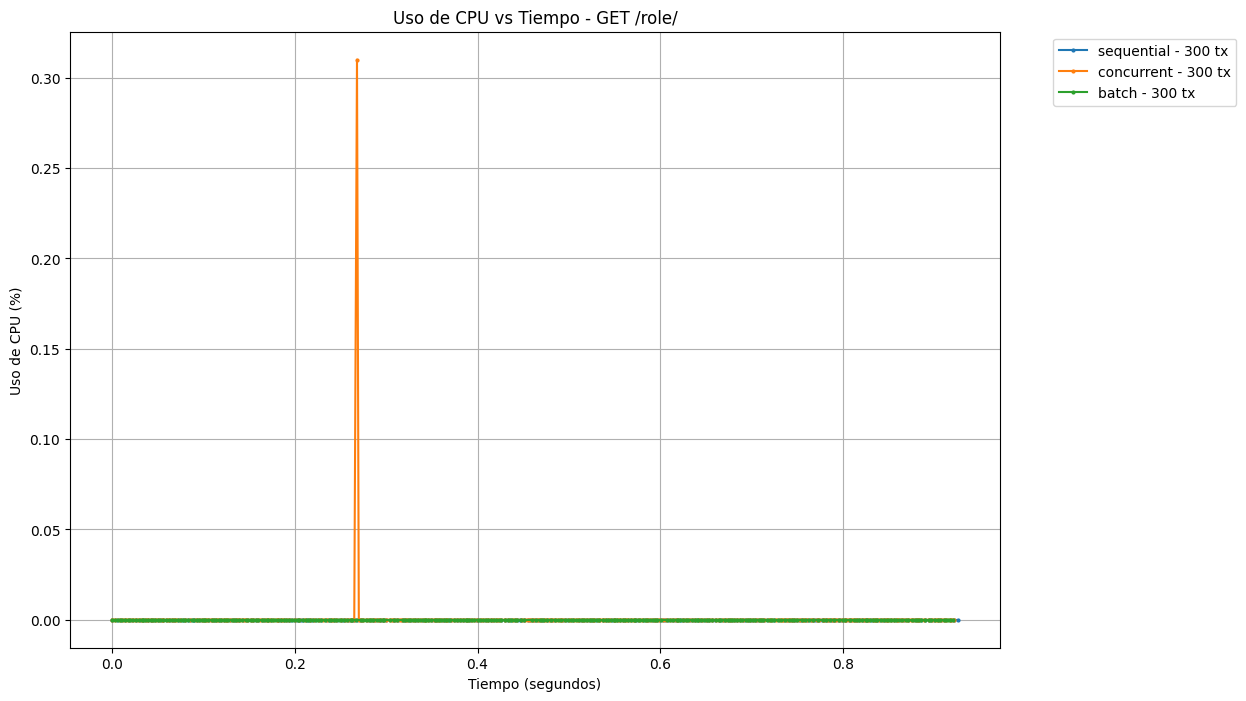 Uso de CPU vs Tiempo - GET /role/
sequential - 300 tx
concurrent - 300 tx
batch - 300 tx
Uso de CPU (%)
0.30
0.25
0.20
0.15
0.10
0.05
0.00
0.0 0.2 0.4 0.6 0.8
Tiempo (segundos)